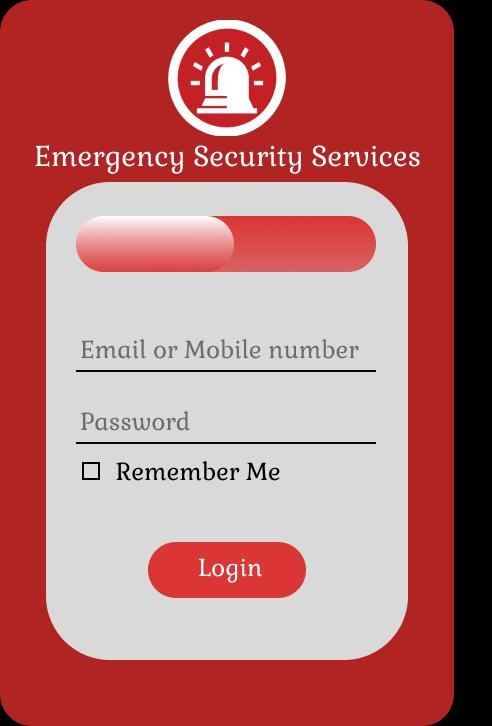 Emergency Security Services
Email or Mobile number
Password
Remember Me
Login